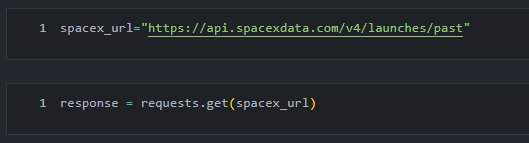 1 spacex_url="https://api.spacexdata.com/v4/launches/past"
1 response = requests.get(spacex_url)